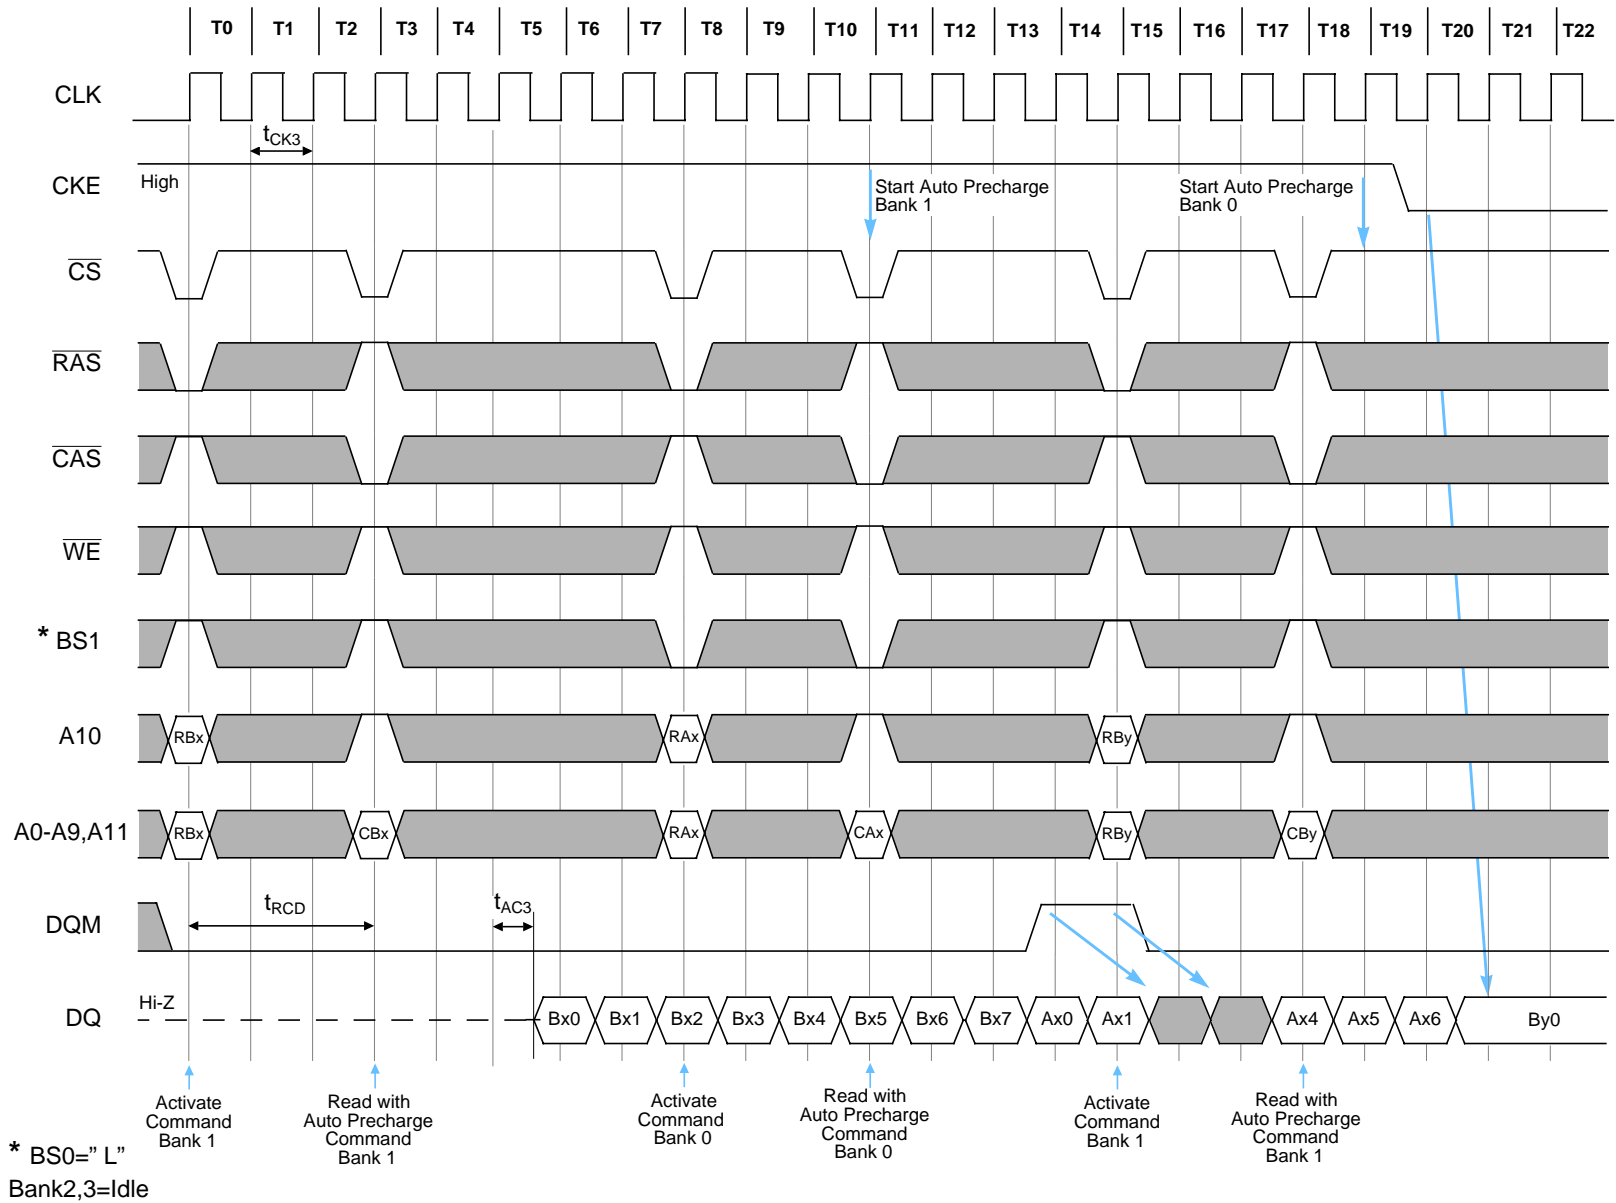 T0 T1 T2 T3 T4 T5 T6 T7 T8 T9 T10 T11 T12 T13 T14 T15 T16 T17 T18 T19 T20 T21 T22
CLK
tCK3
CKE
High
Start Auto Precharge
Bank 1
Start Auto Precharge
Bank 0
CS
RAS
CAS
WE
* BS1
A10
RBx RAx RBy
A0-A9,A11
RBx CBx RAx CAx RBy CBy
DQM
tRCD
tAC3
DQ
Hi-Z
Bx0 Bx1 Bx2 Bx3 Bx4 Bx5 Bx6 Bx7 Ax0 Ax1 Ax4 Ax5 Ax6 By0
Activate
Command
Bank 1
Read with
Auto Precharge
Command
Bank 1
Activate
Command
Bank 0
Read with
Auto Precharge
Command
Bank 0
Activate
Command
Bank 1
Read with
Auto Precharge
Command
Bank 1
* BS0=” L”
Bank2,3=Idle